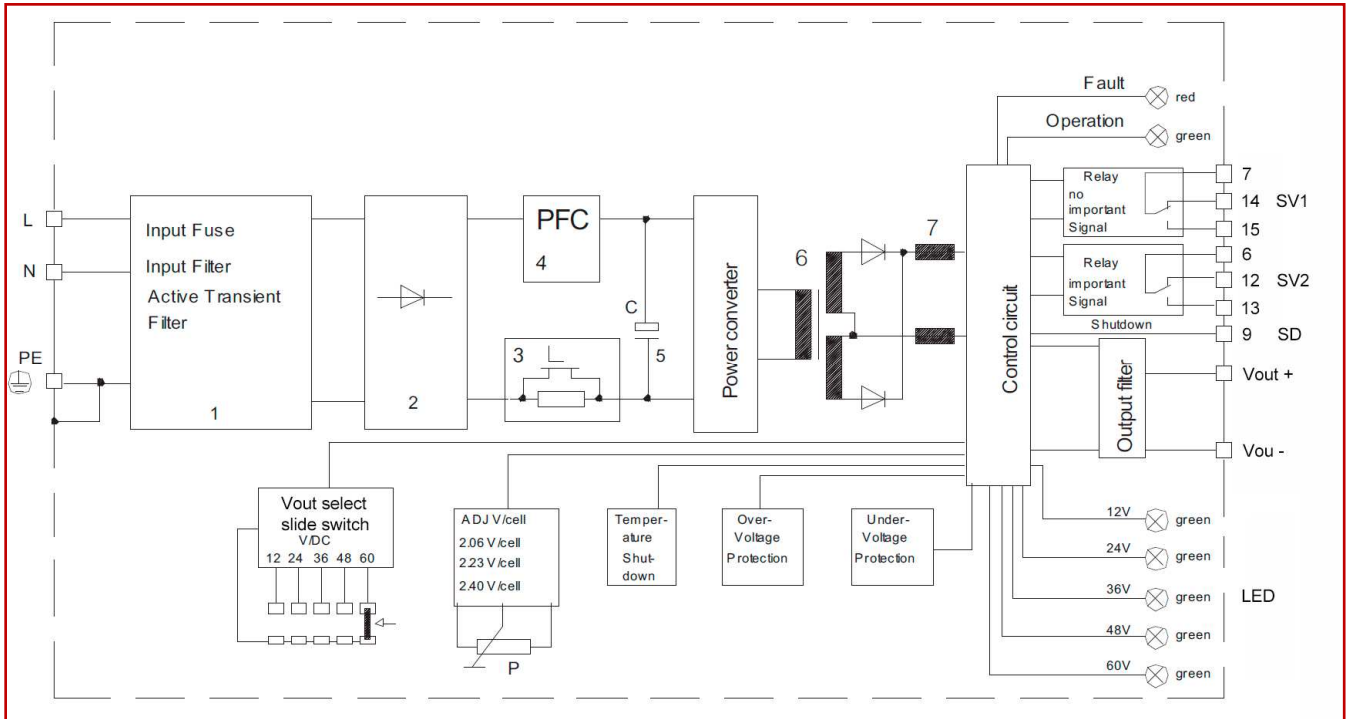 Fault
red
Operation
green
L
N
PE
Input Fuse
Input Filter
Active Transient
Filter
1
2
PFC
4
3
C
5
Power converter
6
7
Control circuit
Relay
no
important
Signal
7
14 SV1
15
Relay
important
Signal
6
12 SV2
13
Shutdown
9 SD
Output filter
Vout +
Vou -
Vout select
slide switch
V/DC
12 24 36 48 60
ADJ V/cell
2.06 V/cell
2.23 V/cell
2.40 V/cell
P
Temper-
ature
Shut-
down
Over-
Voltage
Protection
Under-
Voltage
Protection
12V
green
24V
green
36V
green
LED
48V
green
60V
green